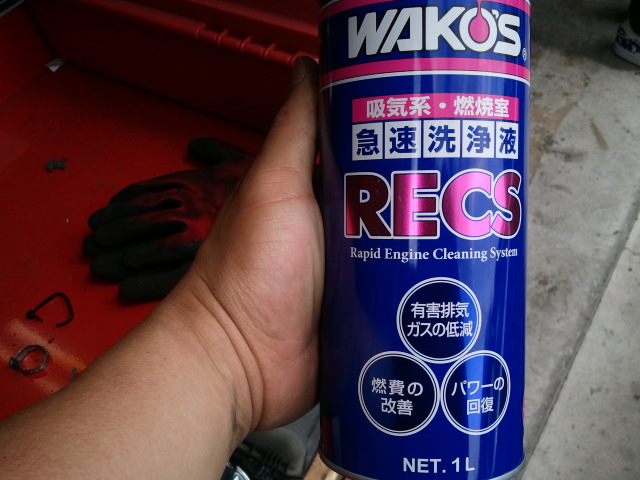 WAKO'S
吸気系・燃焼室
急速洗浄液
RECS
Rapid Engine Cleaning System
有害排気
ガスの低減
燃費の
改善
パワーの
回復
NET. 1L